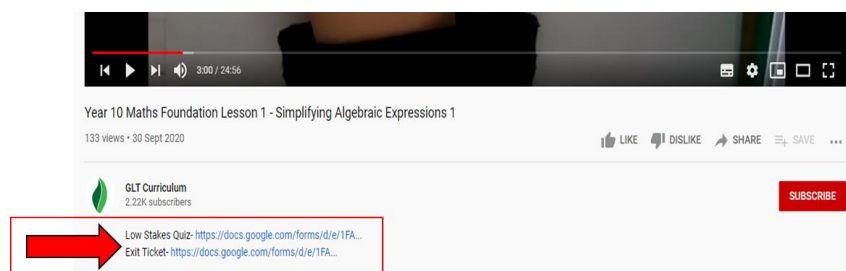 3:00 / 24:56
Year 10 Maths Foundation Lesson 1 - Simplifying Algebraic Expressions 1
133 views • 30 Sept 2020
LIKE DISLIKE SHARE SAVE ...
GLT Curriculum
2.22K subscribers
SUBSCRIBE
Low Stakes Quiz- https://docs.google.com/forms/d/e/1FA...
Exit Ticket- https://docs.google.com/forms/d/e/1FA...